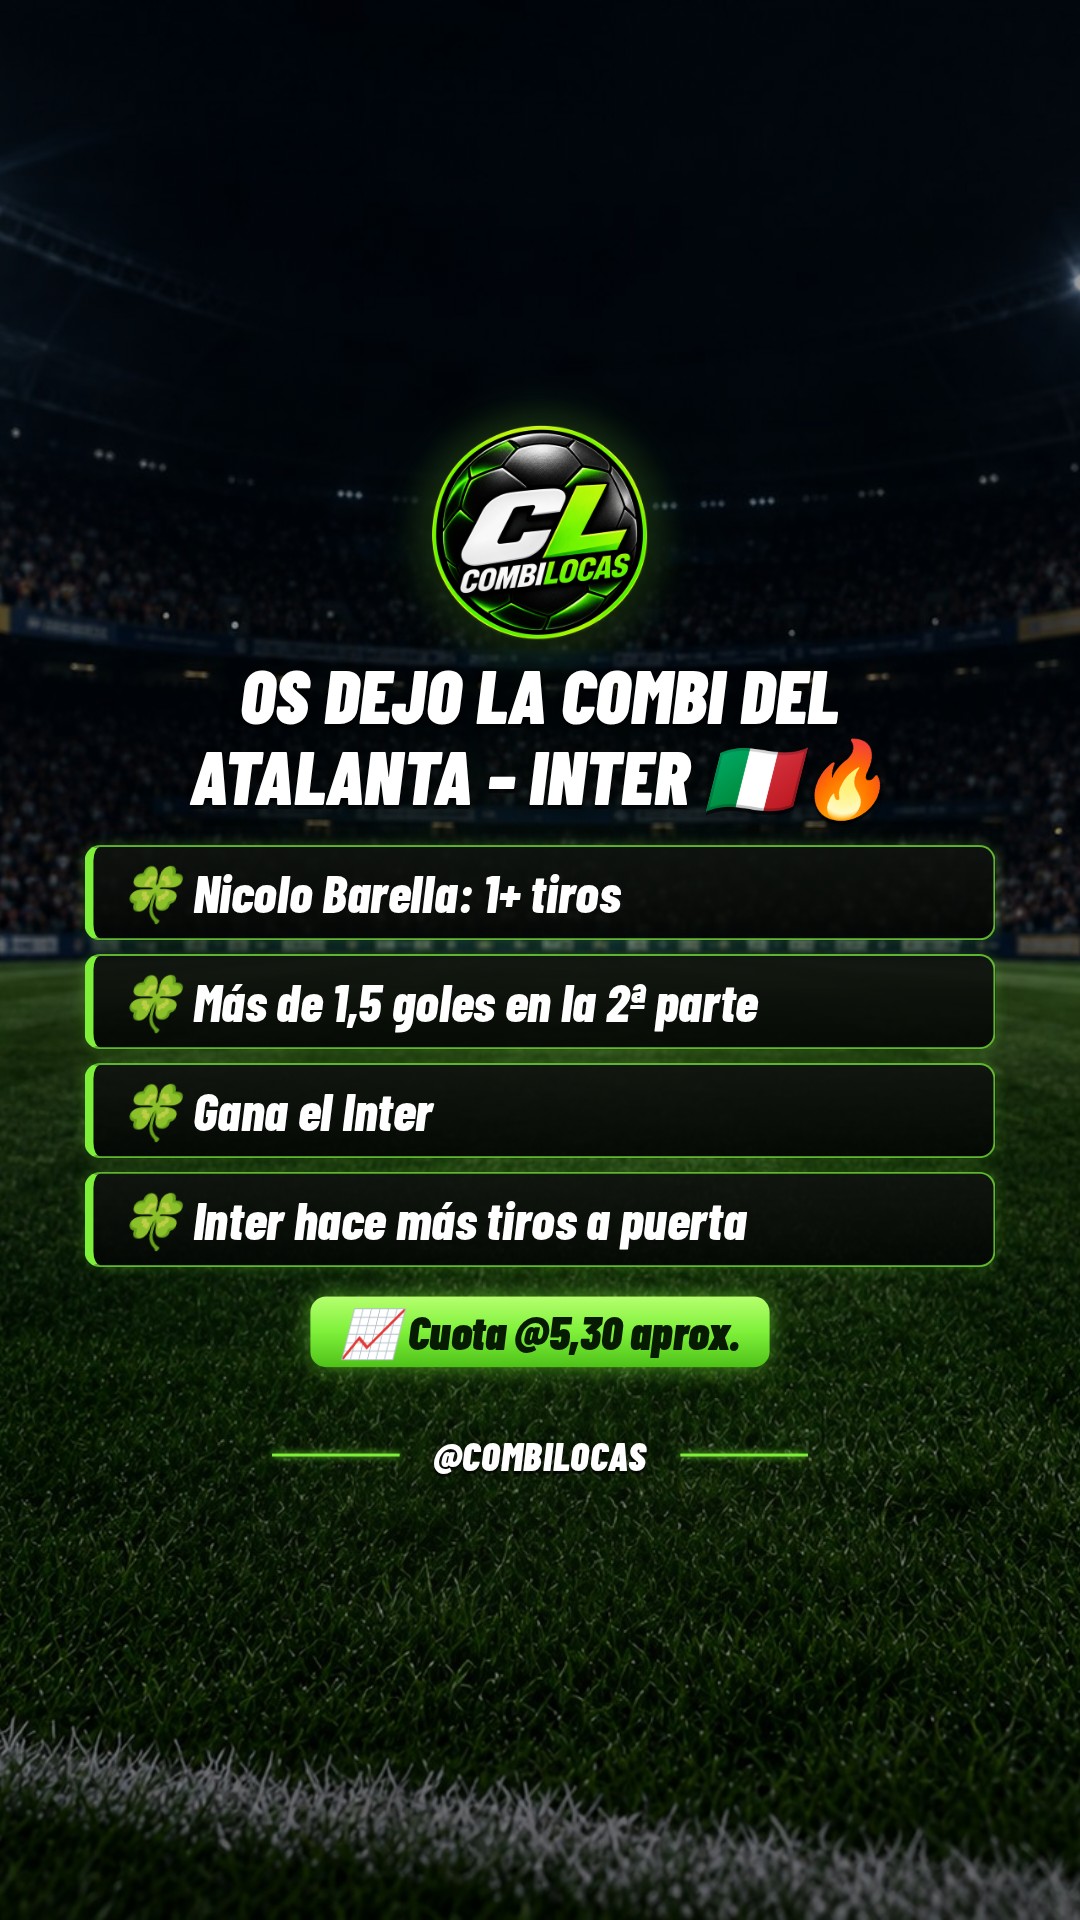 CL
COMBILOCAS
OS DEJO LA COMBI DEL
ATALANTA - INTER 🇮🇹🔥
🍀 Nicolo Barella: 1+ tiros
🍀 Más de 1,5 goles en la 2ª parte
🍀 Gana el Inter
🍀 Inter hace más tiros a puerta
📈 Cuota @5,30 aprox.
@COMBILOCAS